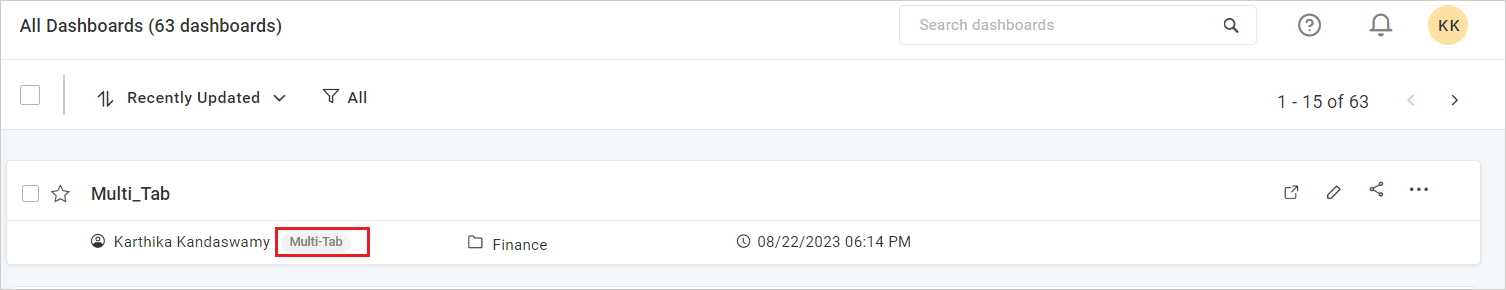 All Dashboards (63 dashboards)
Search dashboards
KK
Recently Updated
All
1 - 15 of 63
Multi_Tab
Karthika Kandaswamy
Multi-Tab
Finance
08/22/2023 06:14 PM